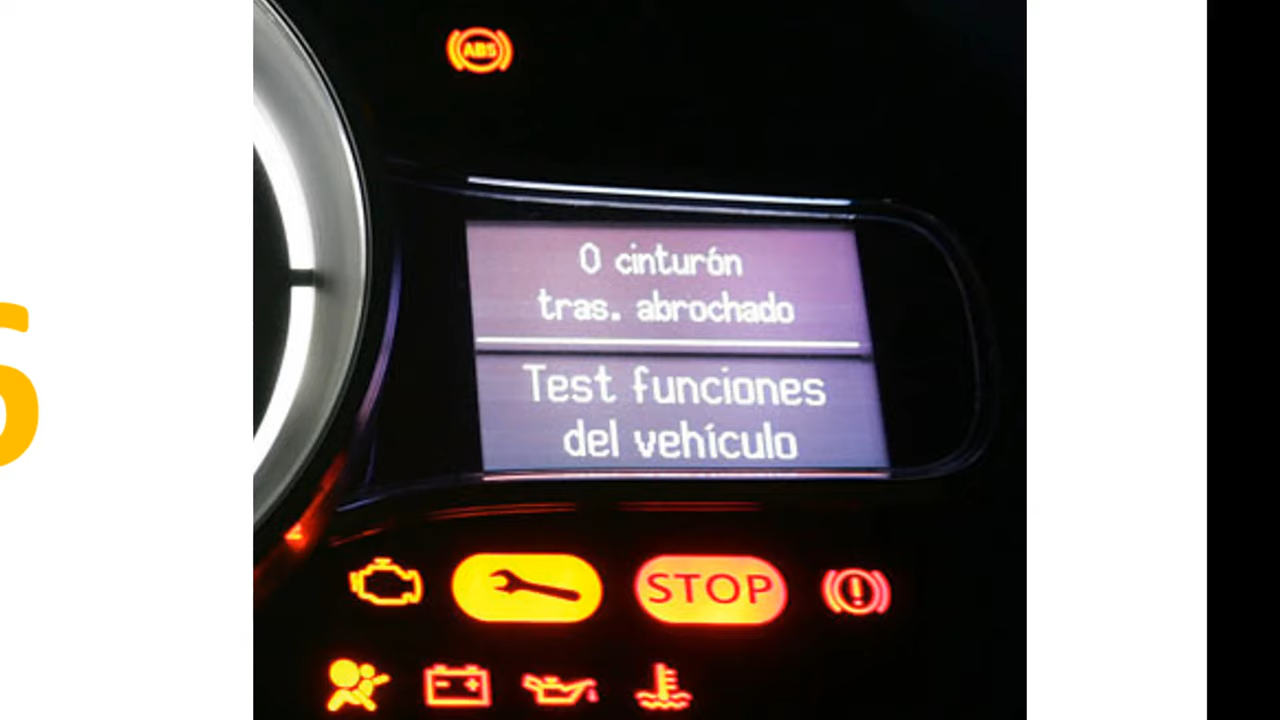 ABS
0 cinturón
tras. abrochado
Test funciones
del vehículo
STOP